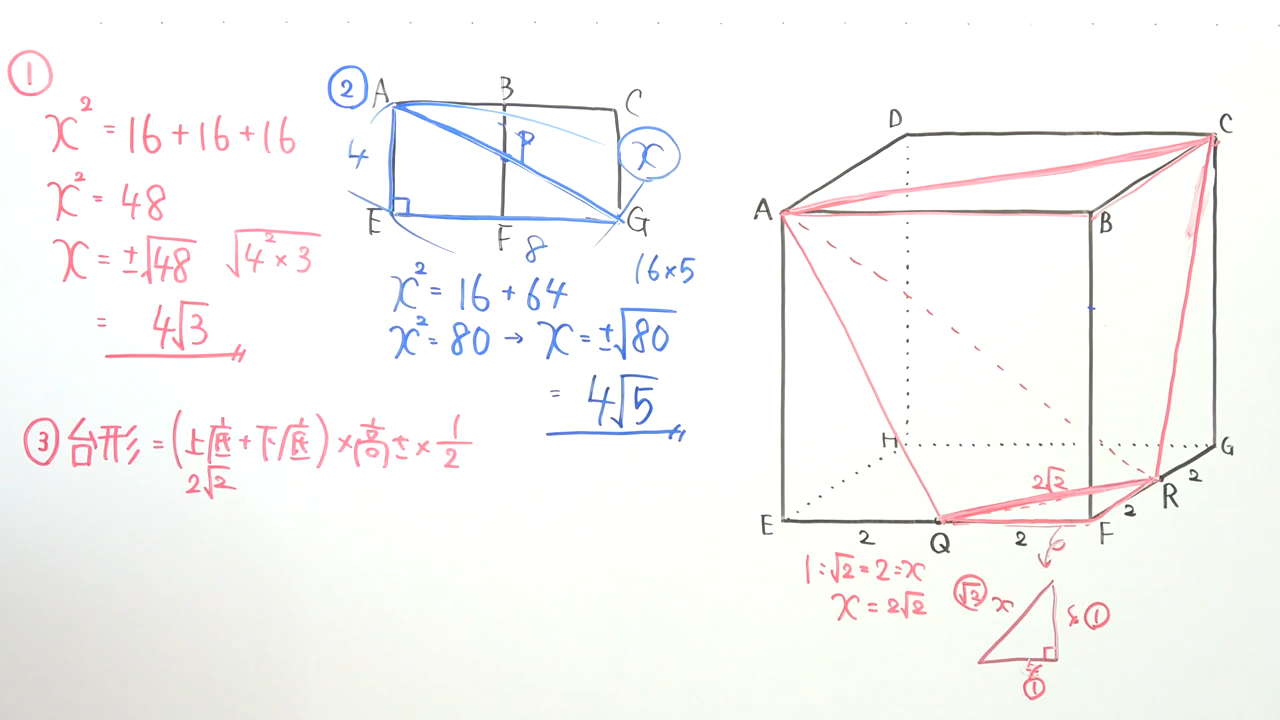 ①
x² = 16 + 16 + 16
x² = 48
x = ±√48 √4²×3
= 4√3
②
A B C
4 P x
E F G
8
x² = 16 + 64 16×5
x² = 80 → x = ±√80
= 4√5
③ 台形 = (上底 + 下底) × 高さ × 1/2
2√2
D C
A B
H G
2√2 2
R
E Q F
2 2 2
1:√2=2:x
x = 2√2
√2 x ①
①